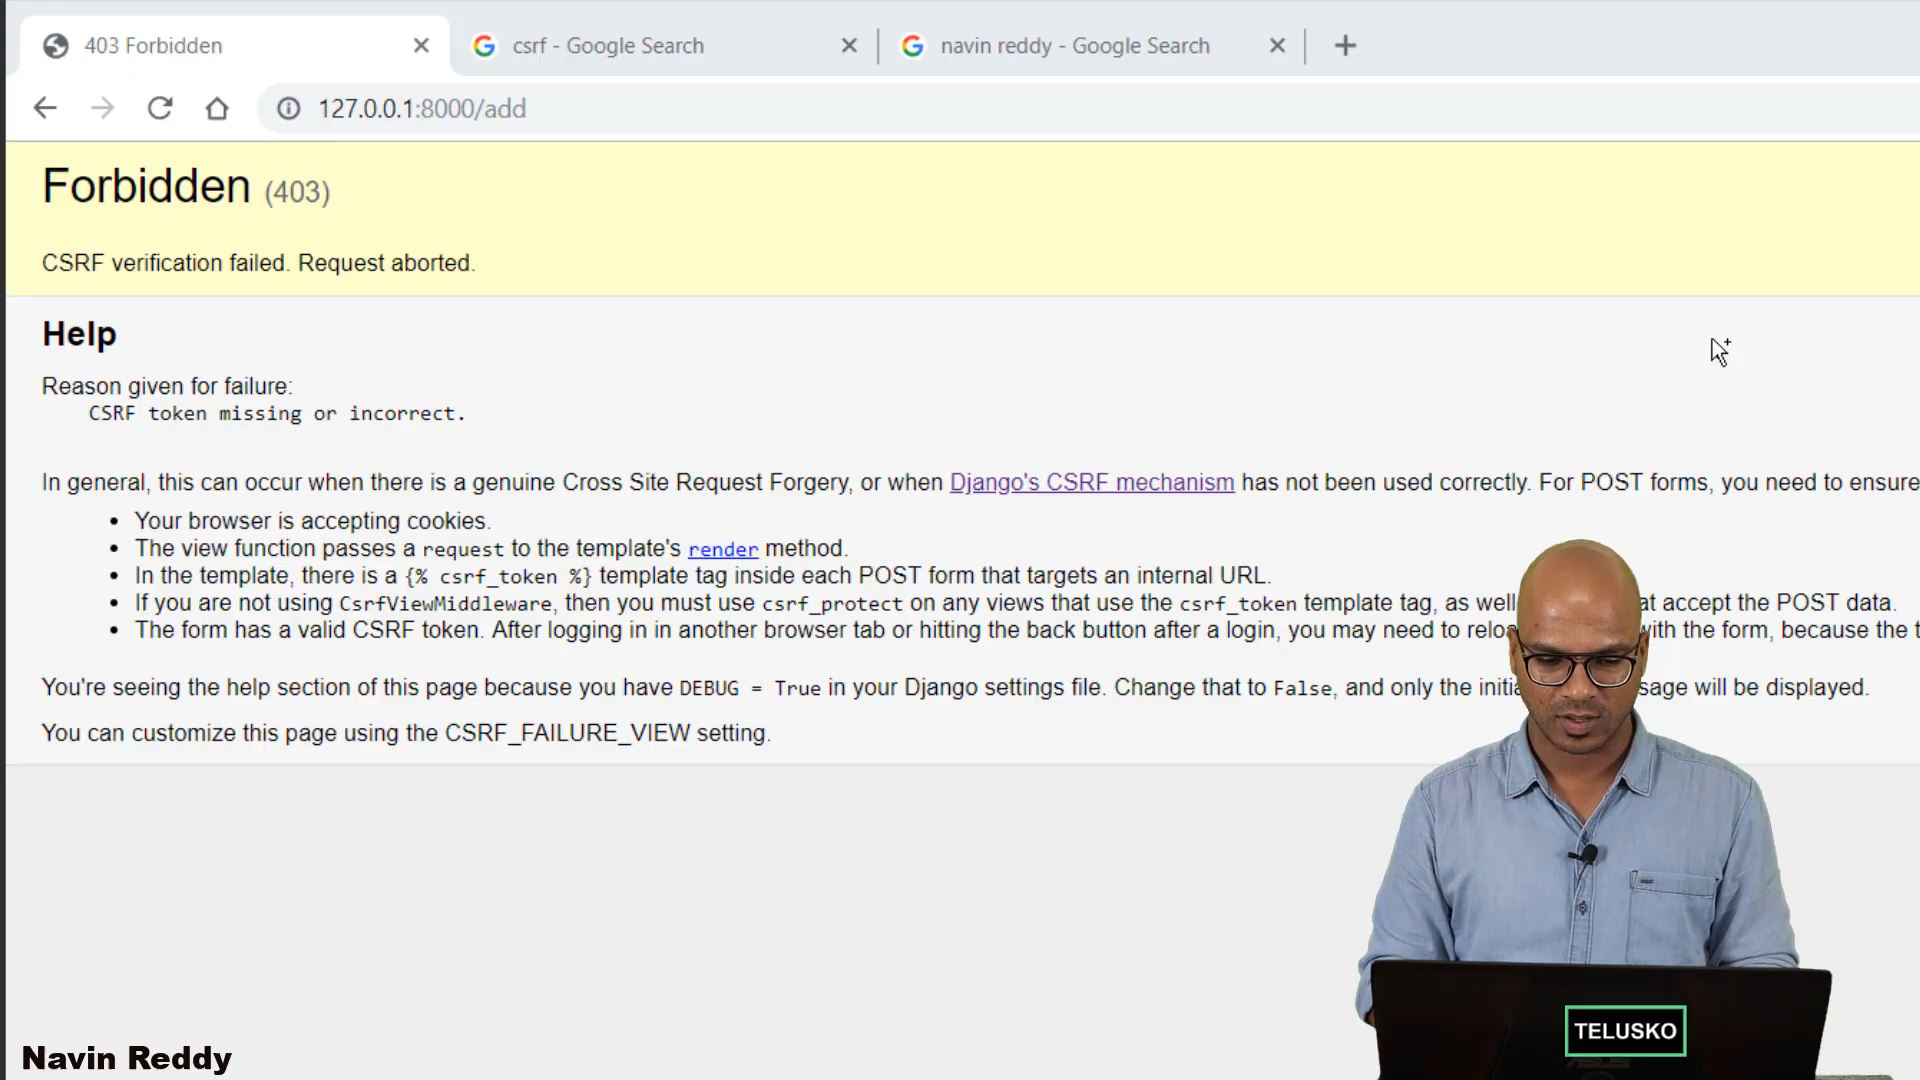 403 Forbidden
csrf - Google Search
navin reddy - Google Search
127.0.0.1:8000/add
Forbidden (403)
CSRF verification failed. Request aborted.
Help
Reason given for failure:
CSRF token missing or incorrect.
In general, this can occur when there is a genuine Cross Site Request Forgery, or when Django's CSRF mechanism has not been used correctly. For POST forms, you need to ensure
• Your browser is accepting cookies.
• The view function passes a request to the template's render method.
• In the template, there is a {% csrf_token %} template tag inside each POST form that targets an internal URL.
• If you are not using CsrfViewMiddleware, then you must use csrf_protect on any views that use the csrf_token template tag, as well at accept the POST data.
• The form has a valid CSRF token. After logging in in another browser tab or hitting the back button after a login, you may need to with the form, because the
You're seeing the help section of this page because you have DEBUG = True in your Django settings file. Change that to False, and only the will be displayed.
You can customize this page using the CSRF_FAILURE_VIEW setting.
TELUSKO
Navin Reddy